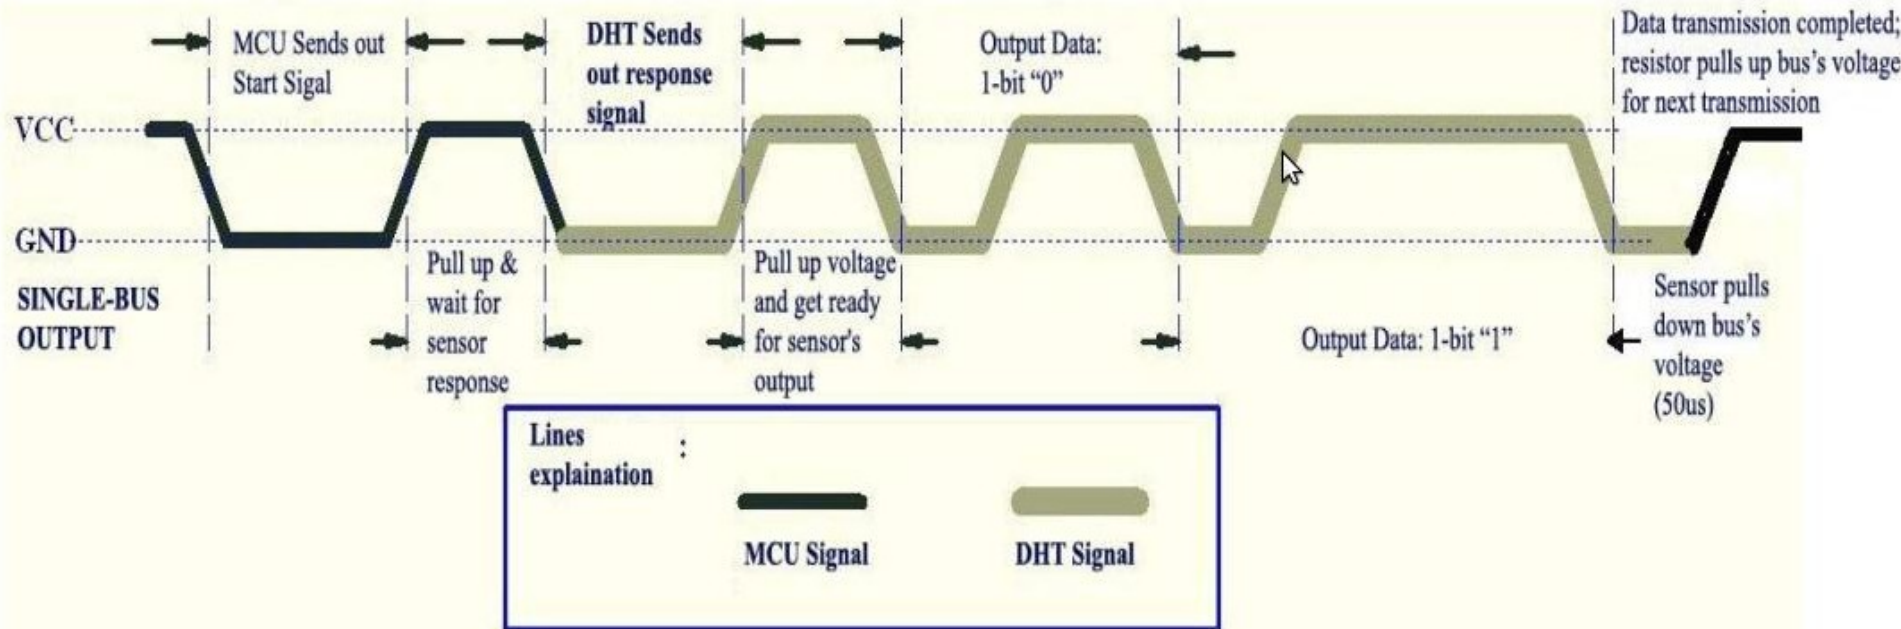 MCU Sends out
Start Sigal
DHT Sends
out response
signal
Output Data:
1-bit “0”
Data transmission completed;
resistor pulls up bus’s voltage
for next transmission
VCC
GND
SINGLE-BUS
OUTPUT
Pull up &
wait for
sensor
response
Pull up voltage
and get ready
for sensor's
output
Output Data: 1-bit “1”
Sensor pulls
down bus’s
voltage
(50us)
Lines
explaination
:
MCU Signal
DHT Signal